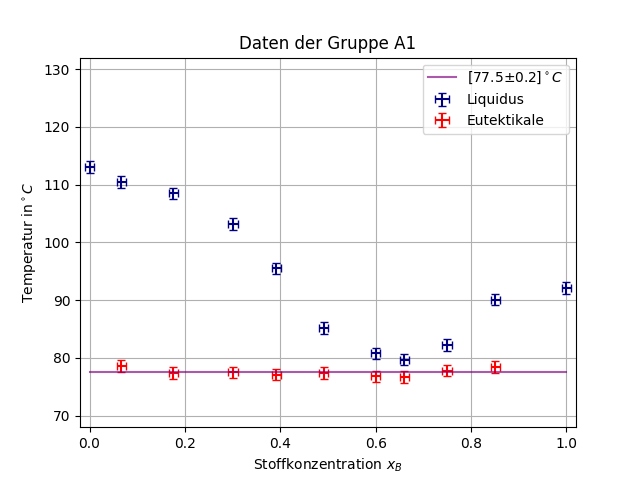 Daten der Gruppe A1
130
120
110
100
90
80
70
Temperatur in°C
[77.5±0.2]°C
Liquidus
Eutektikale
0.0 0.2 0.4 0.6 0.8 1.0
Stoffkonzentration x_B